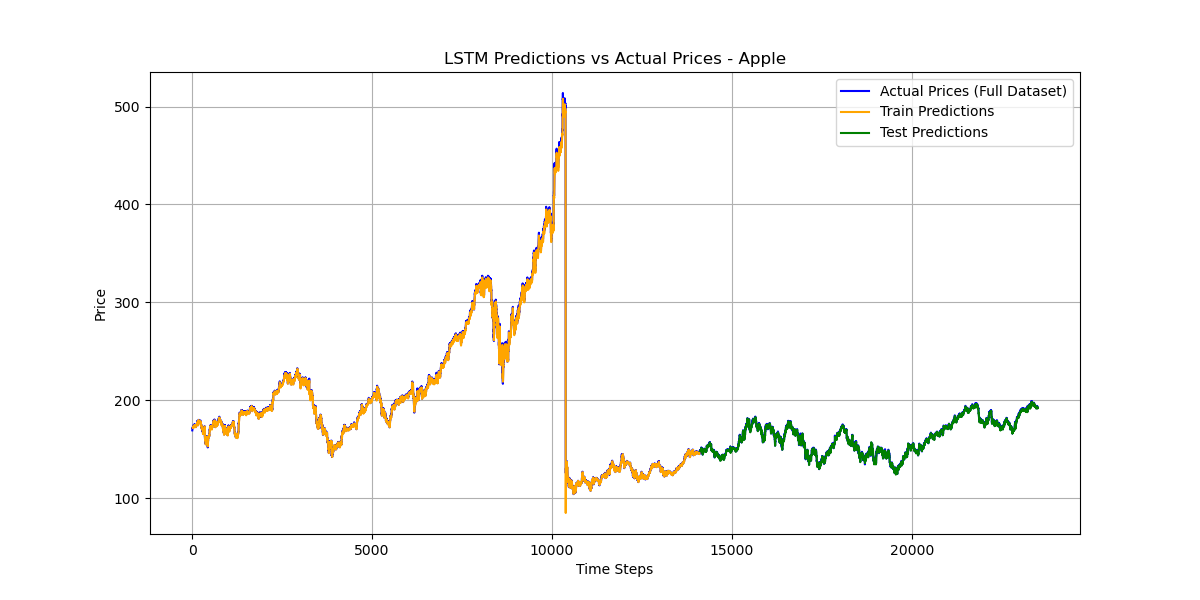 LSTM Predictions vs Actual Prices - Apple
Actual Prices (Full Dataset)
Train Predictions
Test Predictions
Price
500
400
300
200
100
0
5000
10000
15000
20000
Time Steps